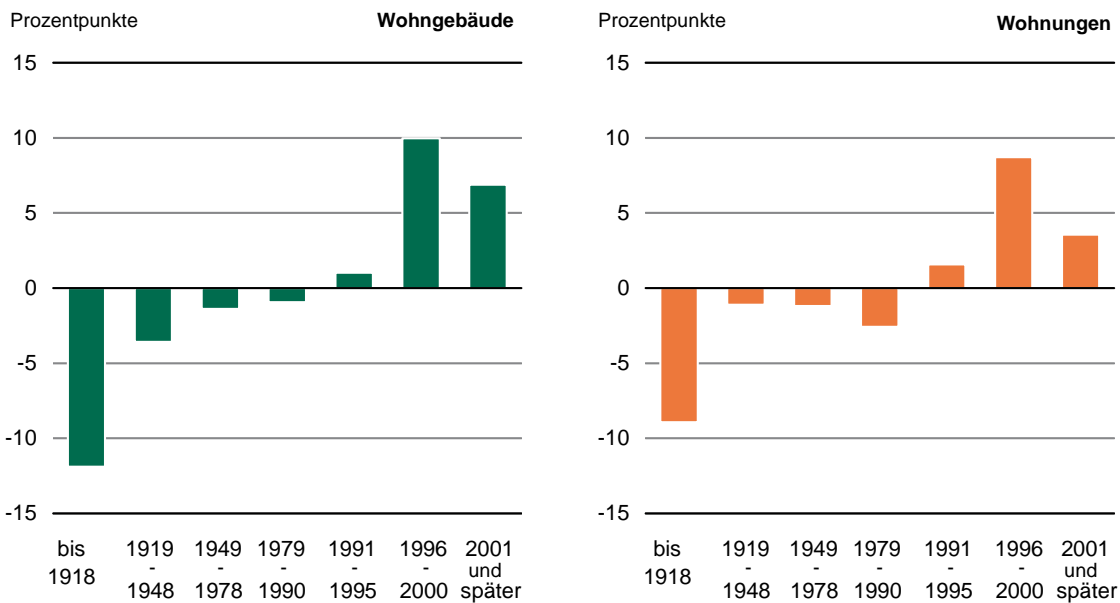 Prozentpunkte Wohngebäude
15
10
5
0
-5
-10
-15
bis 1919 1949 1979 1991 1996 2001
- - - - - und
1918 1948 1978 1990 1995 2000 später
Prozentpunkte Wohnungen
15
10
5
0
-5
-10
-15
bis 1919 1949 1979 1991 1996 2001
- - - - - und
1918 1948 1978 1990 1995 2000 später